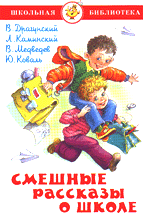 ШКОЛЬНАЯ БИБЛИОТЕКА
В. Драгунский
Л. Каминский
В. Медведев
Ю. Коваль
СМЕШНЫЕ
РАССКАЗЫ
О ШКОЛЕ